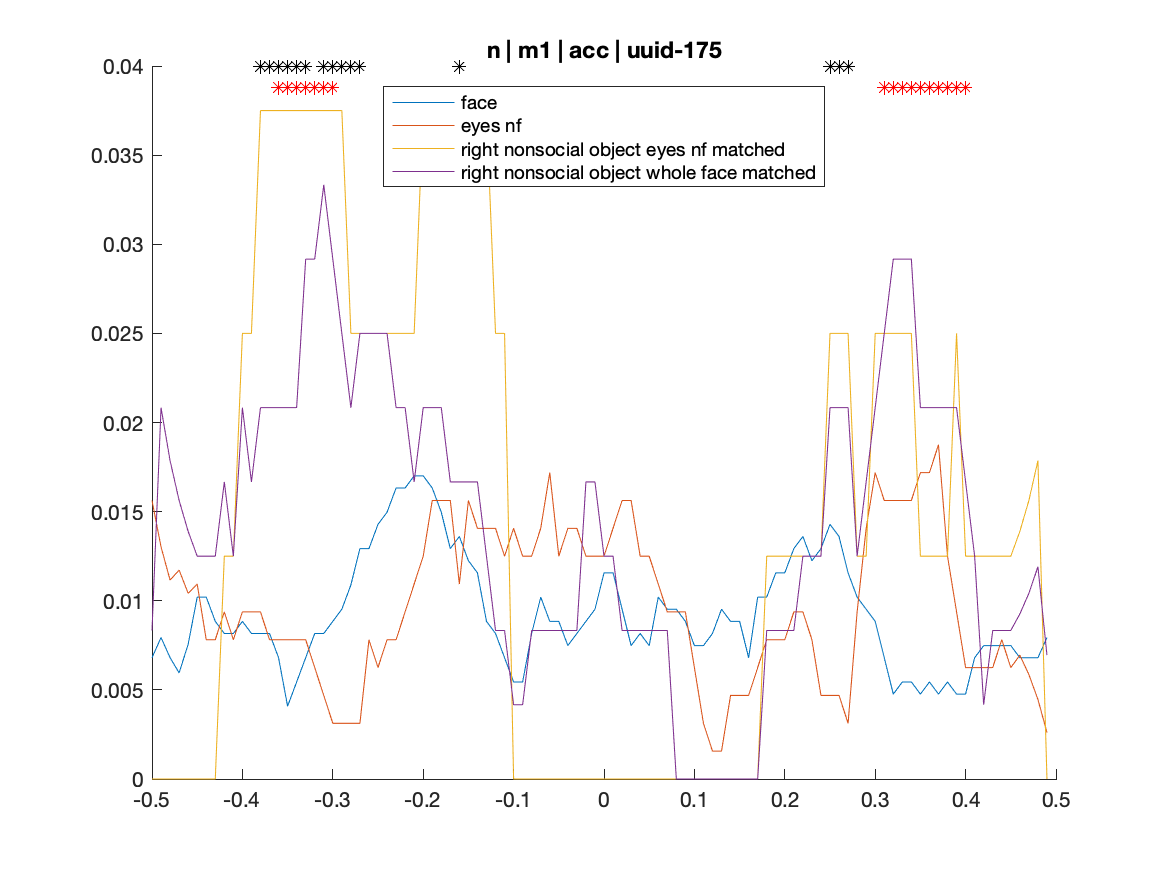 n | m1 | acc | uuid-175
0.04
0.035
0.03
0.025
0.02
0.015
0.01
0.005
0
face
eyes nf
right nonsocial object eyes nf matched
right nonsocial object whole face matched
-0.5 -0.4 -0.3 -0.2 -0.1 0 0.1 0.2 0.3 0.4 0.5